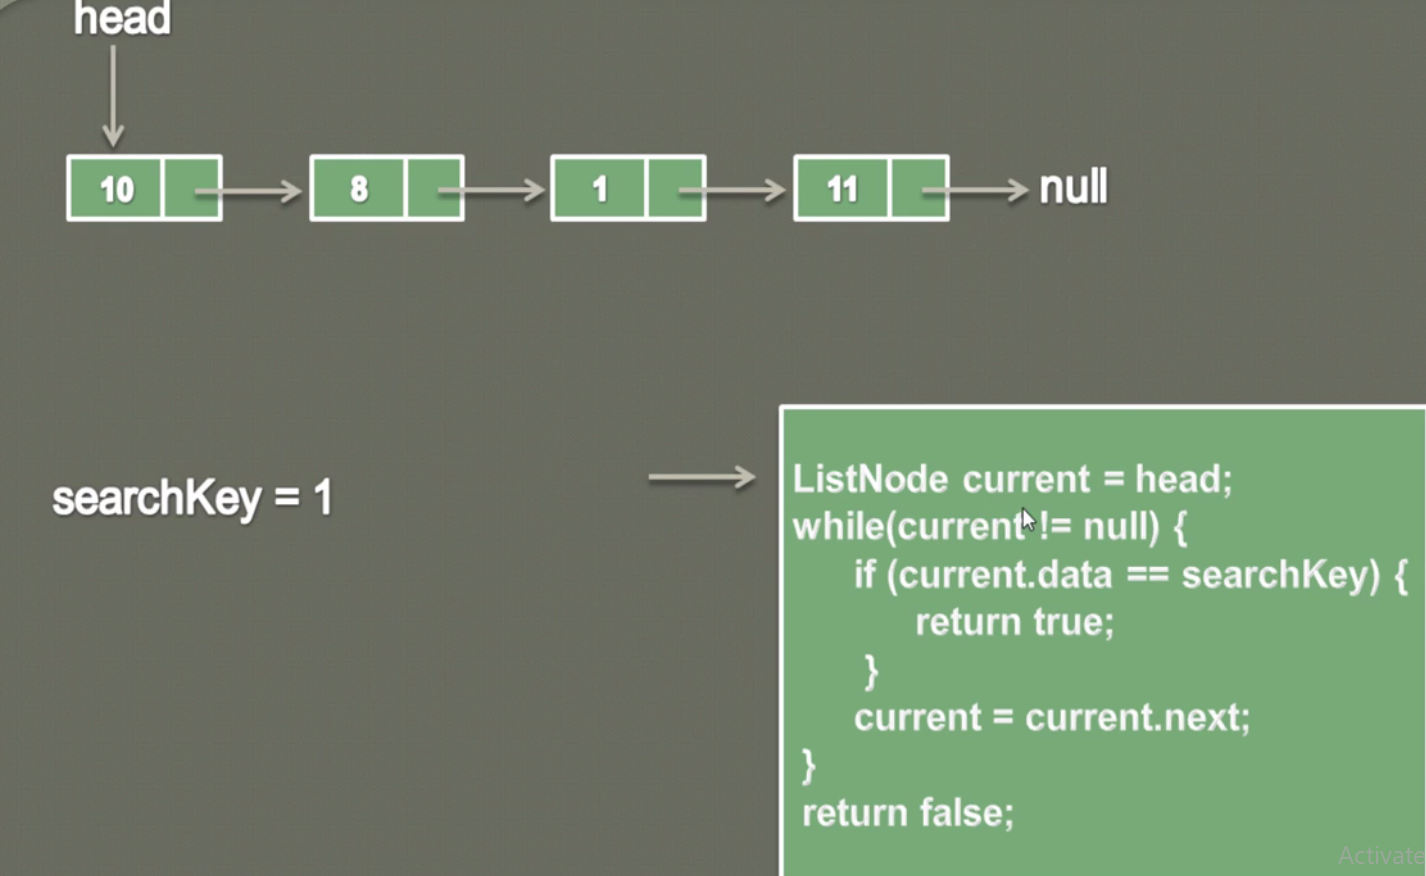 head
10 8 1 11 null
searchKey = 1
ListNode current = head;
while(current != null) {
if (current.data == searchKey) {
return true;
}
current = current.next;
}
return false;
Activate